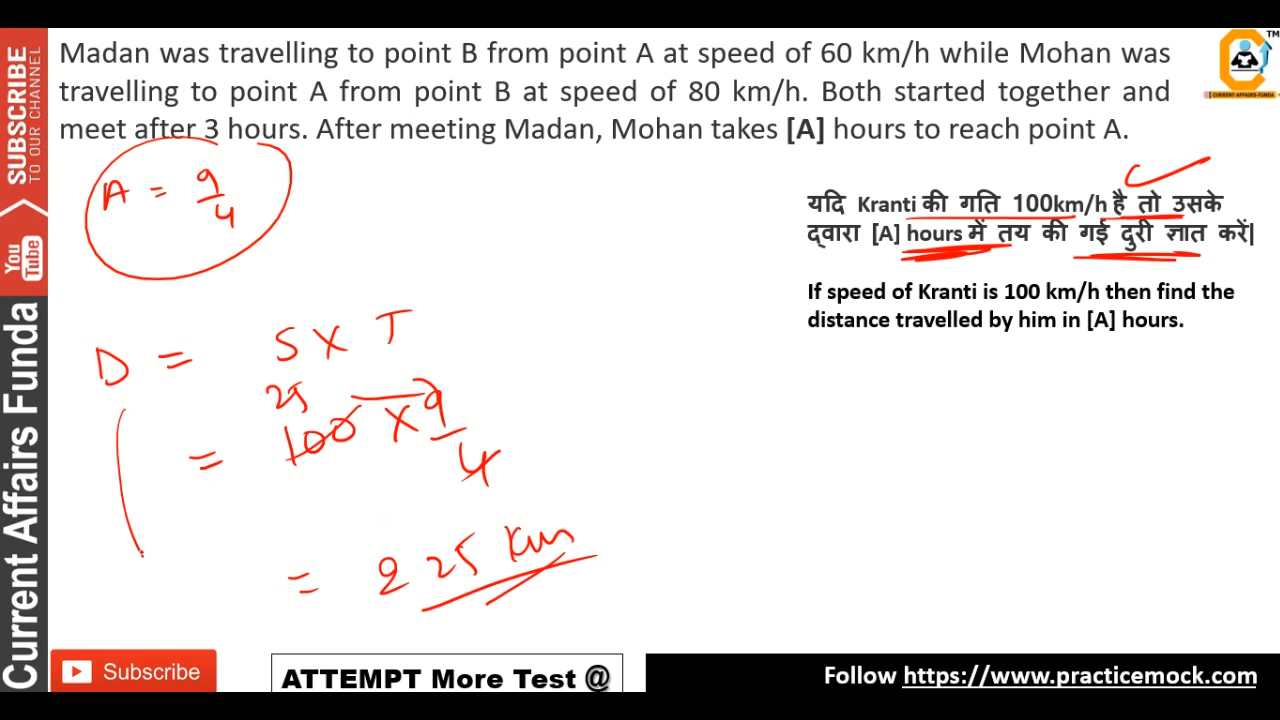 SUBSCRIBE
TO OUR CHANNEL
You
Tube
Current Affairs Funda
Madan was travelling to point B from point A at speed of 60 km/h while Mohan was
travelling to point A from point B at speed of 80 km/h. Both started together and
meet after 3 hours. After meeting Madan, Mohan takes [A] hours to reach point A.
TM
CURRENT-AFFAIRS-FUNDA
A = 9/4
यदि Kranti की गति 100km/h है तो उसके
द्वारा [A] hours में तय की गई दुरी ज्ञात करें|
If speed of Kranti is 100 km/h then find the
distance travelled by him in [A] hours.
D = S X T
25
= 100 X 9/4
= 225 Km
Subscribe
ATTEMPT More Test @
Follow https://www.practicemock.com